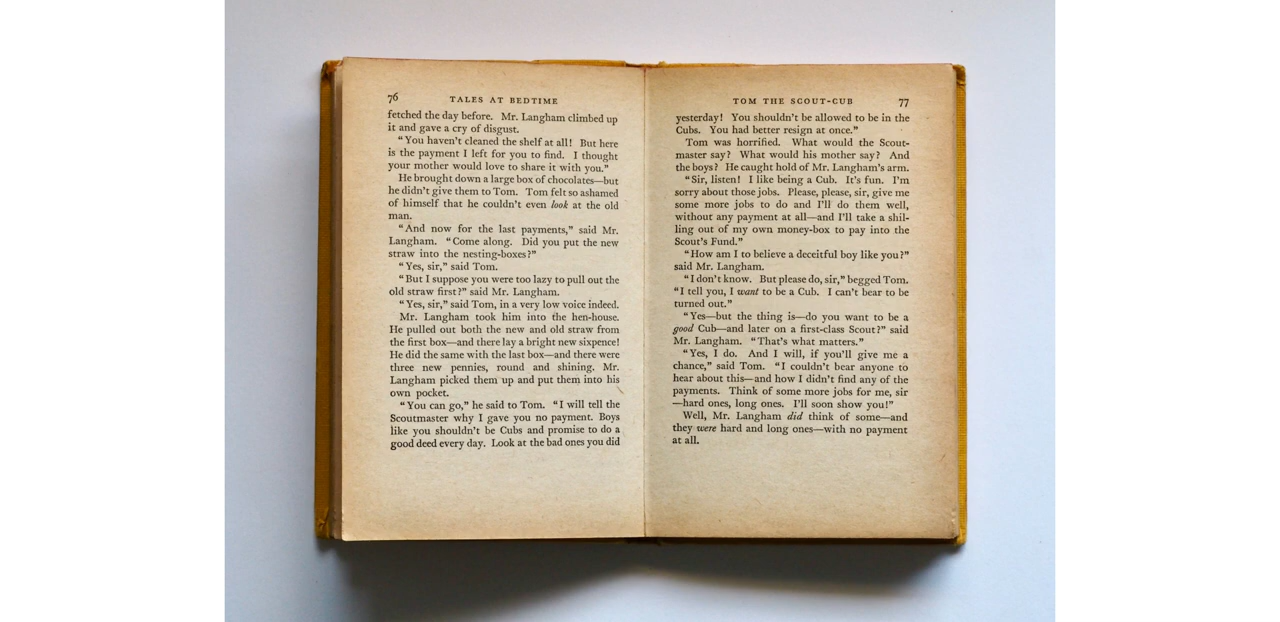 76 TALES AT BEDTIME
fetched the day before. Mr. Langham climbed up
it and gave a cry of disgust.
“You haven’t cleaned the shelf at all! But here
is the payment I left for you to find. I thought
your mother would love to share it with you.”
He brought down a large box of chocolates—but
he didn’t give them to Tom. Tom felt so ashamed
of himself that he couldn’t even look at the old
man.
“And now for the last payments,” said Mr.
Langham. “Come along. Did you put the new
straw into the nesting-boxes?”
“Yes, sir,” said Tom.
“But I suppose you were too lazy to pull out the
old straw first?” said Mr. Langham.
“Yes, sir,” said Tom, in a very low voice indeed.
Mr. Langham took him into the hen-house.
He pulled out both the new and old straw from
the first box—and there lay a bright new sixpence!
He did the same with the last box—and there were
three new pennies, round and shining. Mr.
Langham picked them up and put them into his
own pocket.
“You can go,” he said to Tom. “I will tell the
Scoutmaster why I gave you no payment. Boys
like you shouldn’t be Cubs and promise to do a
good deed every day. Look at the bad ones you did
TOM THE SCOUT-CUB 77
yesterday! You shouldn’t be allowed to be in the
Cubs. You had better resign at once.”
Tom was horrified. What would the Scout-
master say? What would his mother say? And
the boys? He caught hold of Mr. Langham’s arm.
“Sir, listen! I like being a Cub. It’s fun. I’m
sorry about those jobs. Please, please, sir, give me
some more jobs to do and I’ll do them well,
without any payment at all—and I’ll take a shil-
ling out of my own money-box to pay into the
Scout’s Fund.”
“How am I to believe a deceitful boy like you?”
said Mr. Langham.
“I don’t know. But please do, sir,” begged Tom.
“I tell you, I want to be a Cub. I can’t bear to be
turned out.”
“Yes—but the thing is—do you want to be a
good Cub—and later on a first-class Scout?” said
Mr. Langham. “That’s what matters.”
“Yes, I do. And I will, if you’ll give me a
chance,” said Tom. “I couldn’t bear anyone to
hear about this—and how I didn’t find any of the
payments. Think of some more jobs for me, sir
—hard ones, long ones. I’ll soon show you!”
Well, Mr. Langham did think of some—and
they were hard and long ones—with no payment
at all.